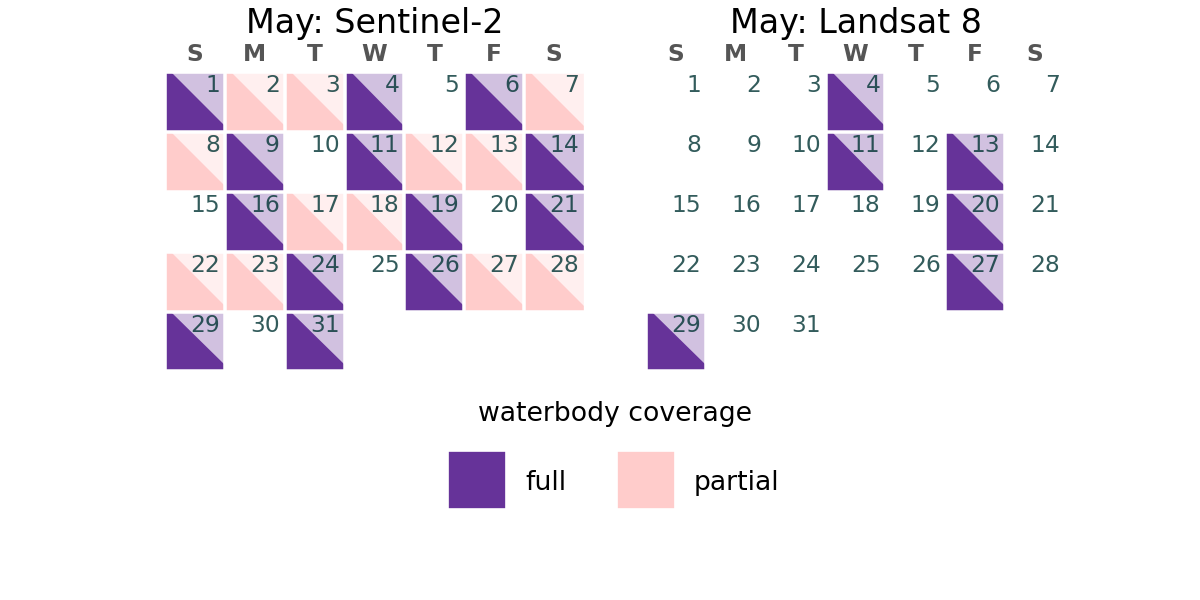 May: Sentinel-2
S M T W T F S
1 2 3 4 5 6 7
8 9 10 11 12 13 14
15 16 17 18 19 20 21
22 23 24 25 26 27 28
29 30 31
May: Landsat 8
S M T W T F S
1 2 3 4 5 6 7
8 9 10 11 12 13 14
15 16 17 18 19 20 21
22 23 24 25 26 27 28
29 30 31
waterbody coverage
full
partial